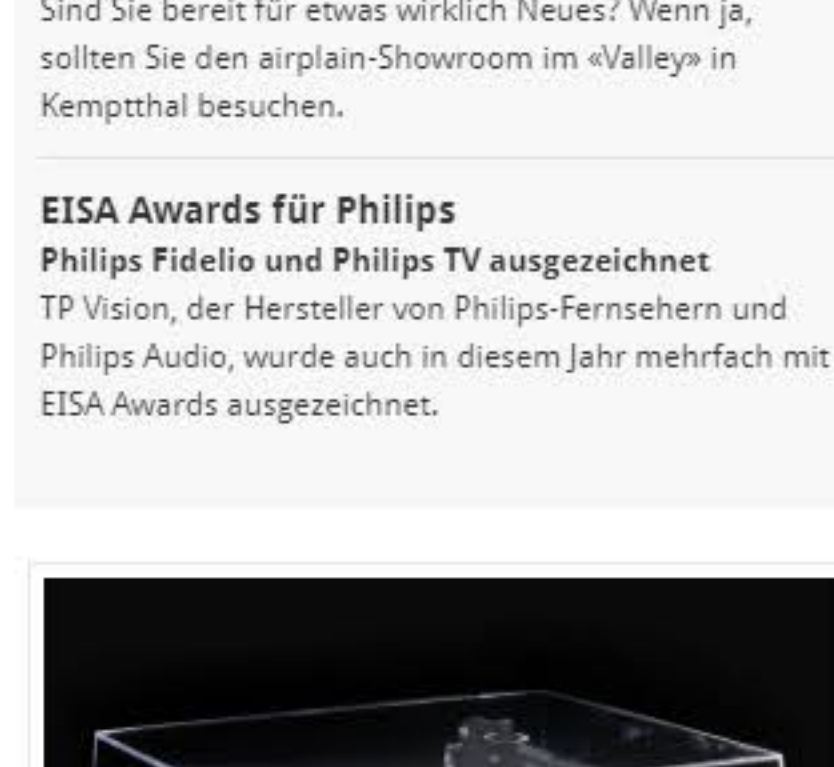 Sind Sie bereit für etwas wirklich Neues? Wenn ja,
sollten Sie den airplain-Showroom im «Valley» in
Kemptthal besuchen.
EISA Awards für Philips
Philips Fidelio und Philips TV ausgezeichnet
TP Vision, der Hersteller von Philips-Fernsehern und
Philips Audio, wurde auch in diesem Jahr mehrfach mit
EISA Awards ausgezeichnet.